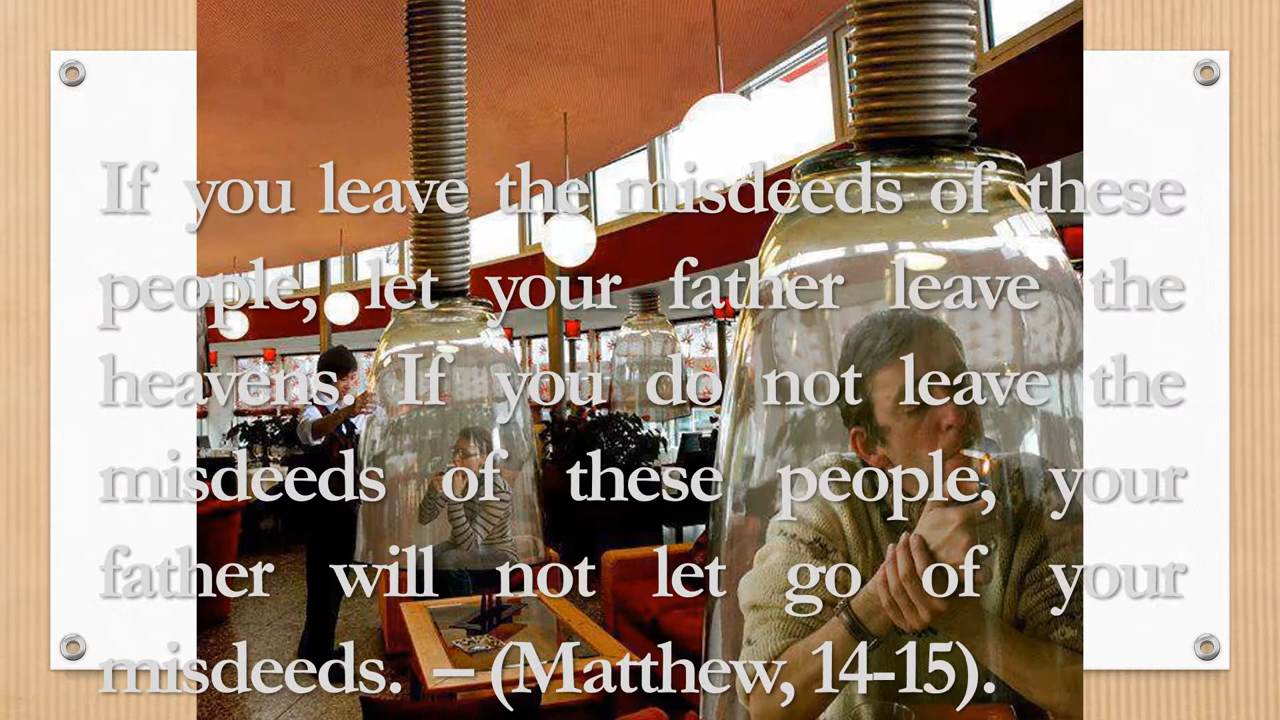 If you leave the misdeeds of these
people, let your father leave the
heavens. If you do not leave the
misdeeds of these people, your
father will not let go of your
misdeeds. – (Matthew, 14-15).